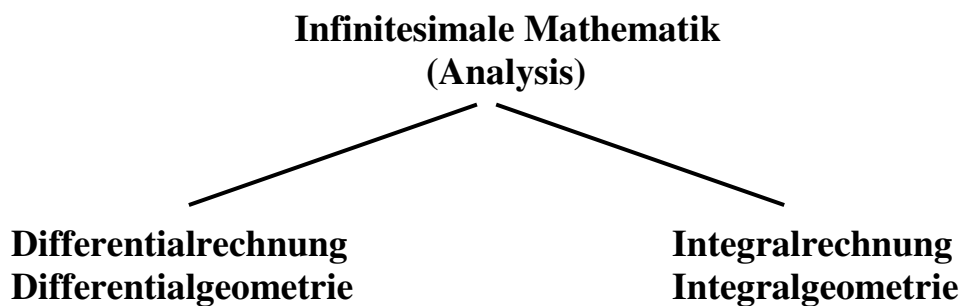 Infinitesimale Mathematik
(Analysis)
Differentialrechnung
Differentialgeometrie
Integralrechnung
Integralgeometrie